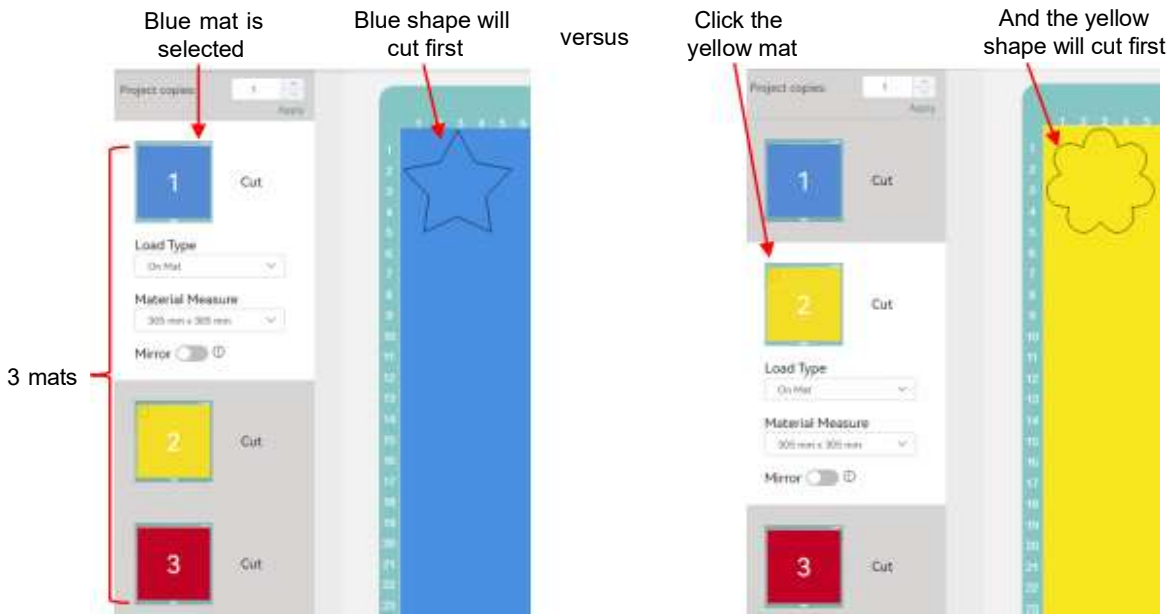 Blue mat is
selected
Blue shape will
cut first
versus
Click the
yellow mat
And the yellow
shape will cut first
3 mats
Project copies:
1
Apply
1
Cut
Load Type
On Mat
Material Measure
305 mm x 305 mm
Mirror
2
Cut
3
Cut
Project copies:
1
Apply
1
Cut
2
Cut
Load Type
On Mat
Material Measure
305 mm x 305 mm
Mirror
3
Cut